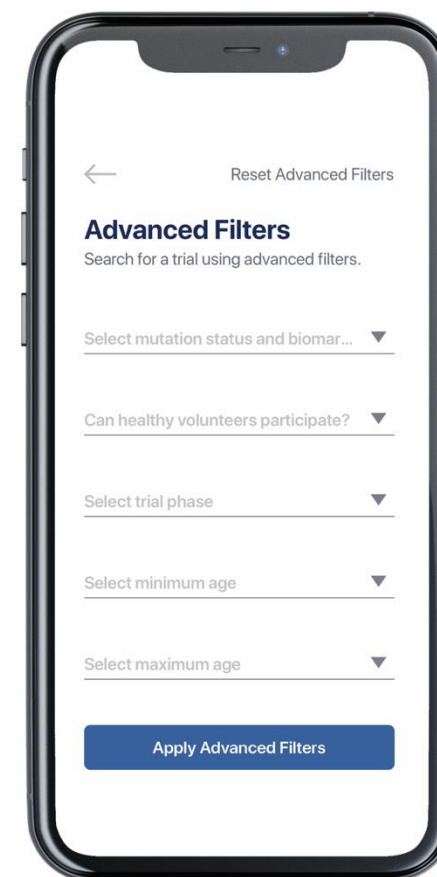 Reset Advanced Filters
Advanced Filters
Search for a trial using advanced filters.
Select mutation status and biomar...
Can healthy volunteers participate?
Select trial phase
Select minimum age
Select maximum age
Apply Advanced Filters